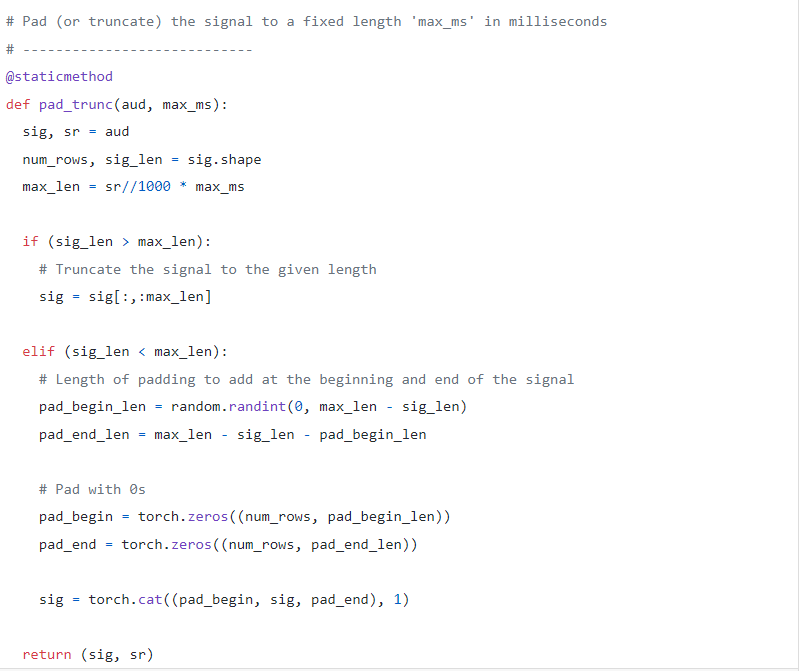 # Pad (or truncate) the signal to a fixed length 'max_ms' in milliseconds
# ----------------------------
@staticmethod
def pad_trunc(aud, max_ms):
  sig, sr = aud
  num_rows, sig_len = sig.shape
  max_len = sr//1000 * max_ms

  if (sig_len > max_len):
    # Truncate the signal to the given length
    sig = sig[:,:max_len]

  elif (sig_len < max_len):
    # Length of padding to add at the beginning and end of the signal
    pad_begin_len = random.randint(0, max_len - sig_len)
    pad_end_len = max_len - sig_len - pad_begin_len

    # Pad with 0s
    pad_begin = torch.zeros((num_rows, pad_begin_len))
    pad_end = torch.zeros((num_rows, pad_end_len))

    sig = torch.cat((pad_begin, sig, pad_end), 1)

  return (sig, sr)